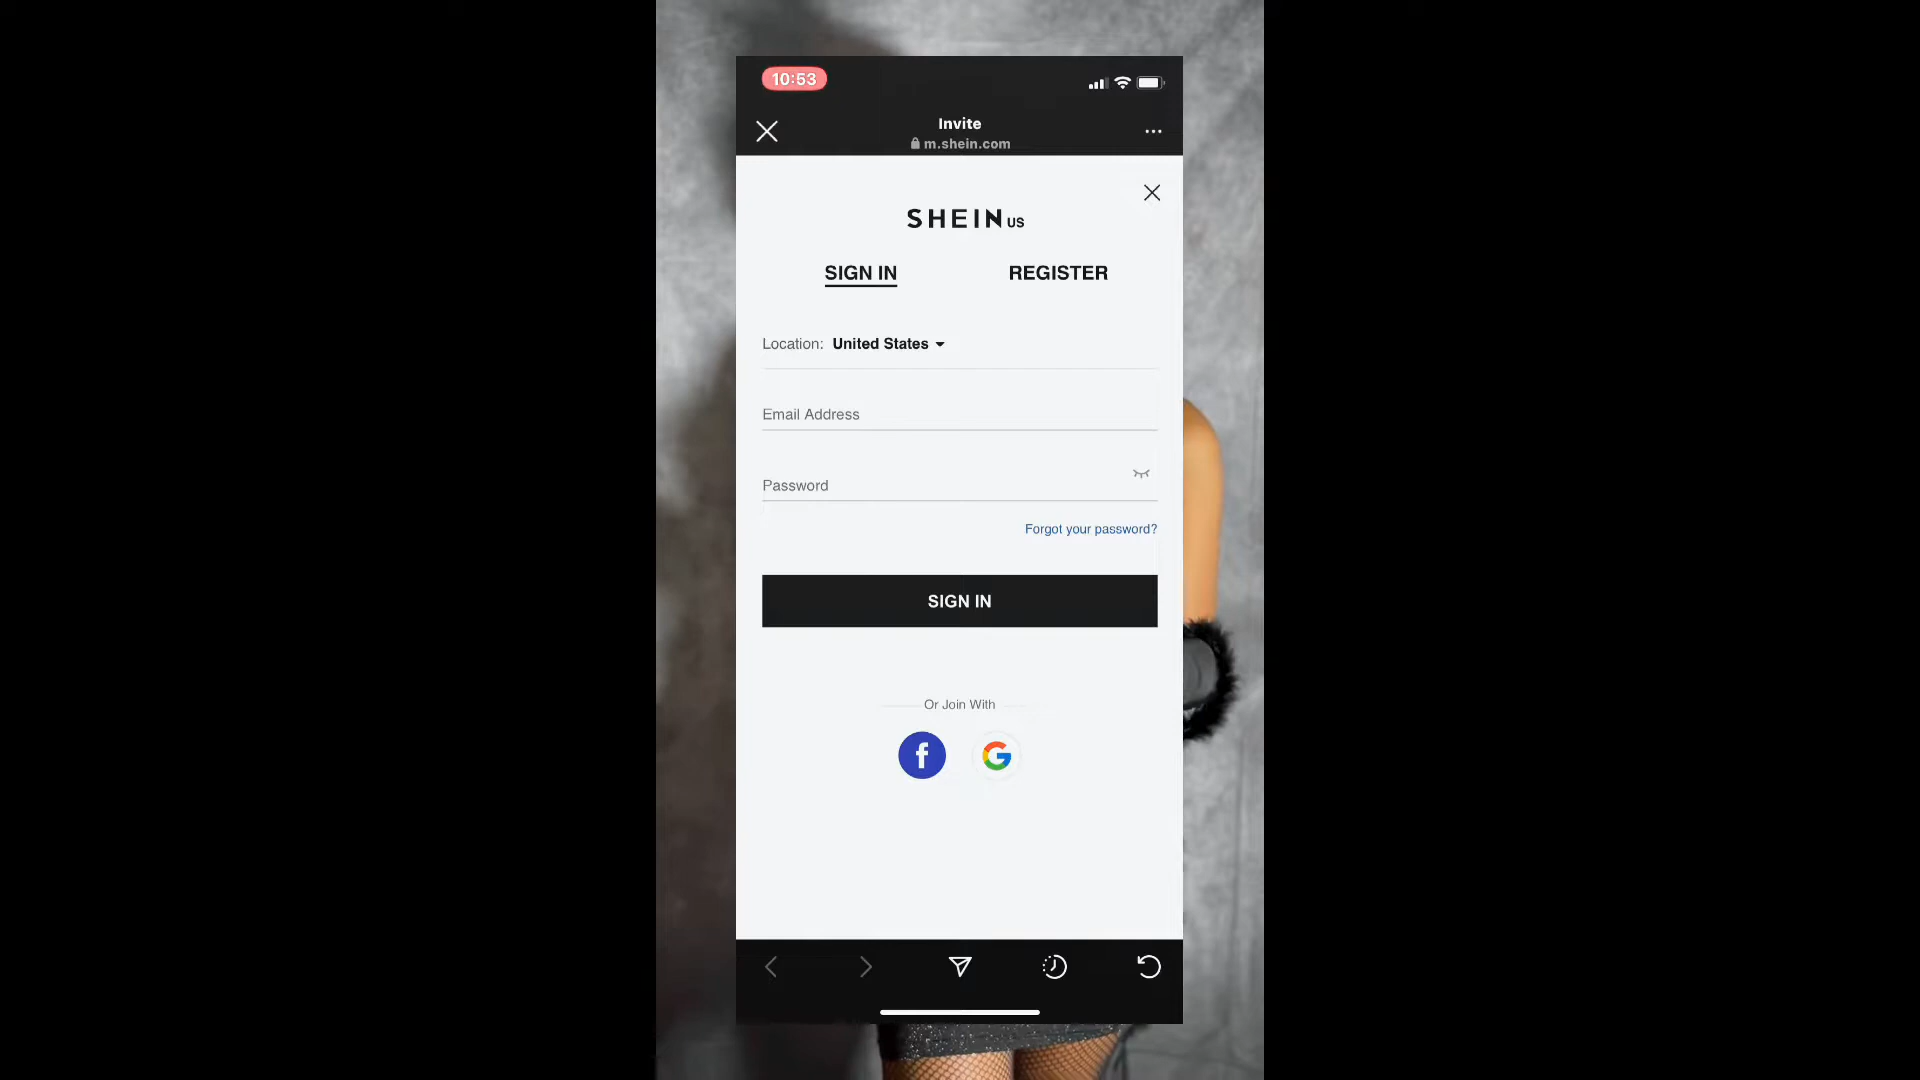 10:53
Invite
m.shein.com
SHEIN US
SIGN IN REGISTER
Location: United States
Email Address
Password
Forgot your password?
SIGN IN
Or Join With
f G